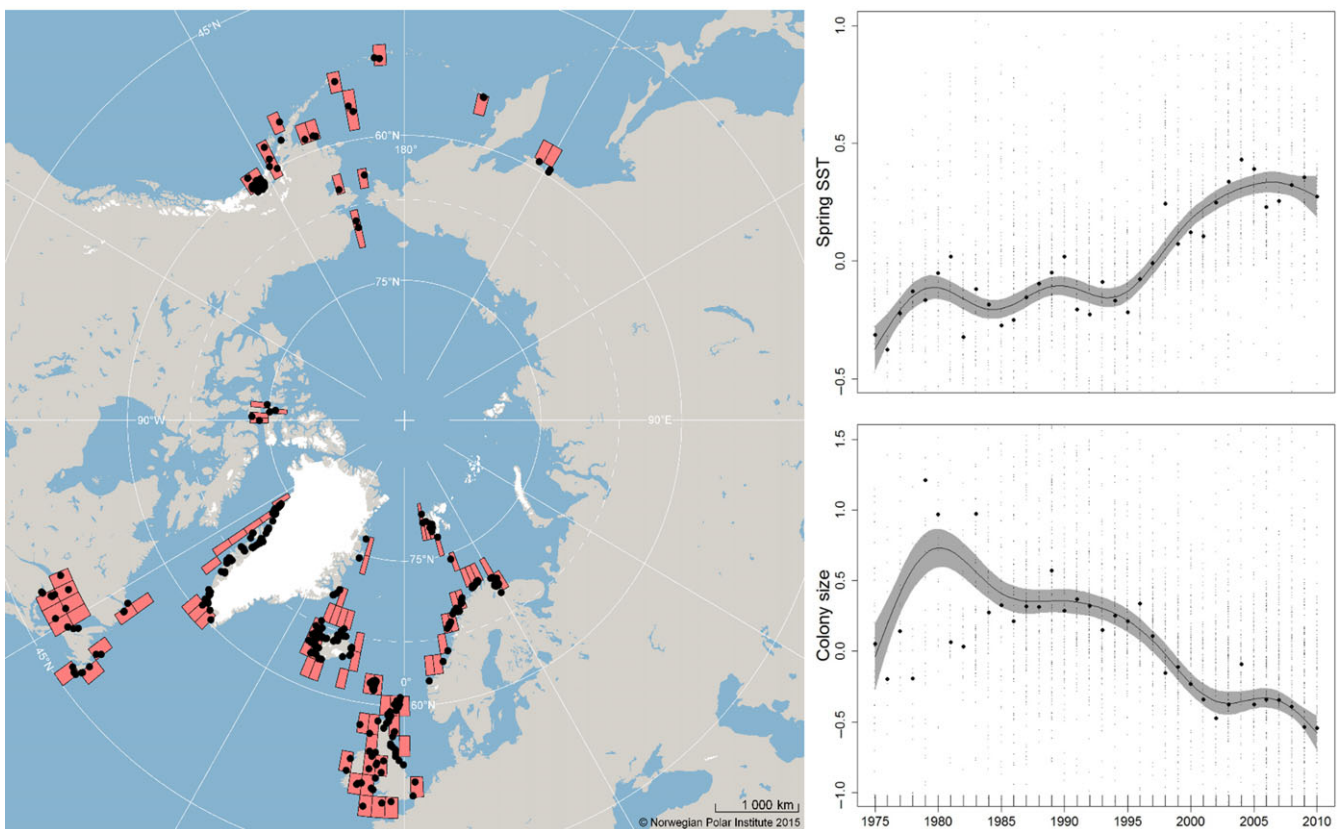 45°N
60°N
180°
75°N
90°W
90°E
75°N
0°
60°N
45°N
1 000 km
© Norwegian Polar Institute 2015
Spring SST
1.0
0.5
0.0
−0.5
Colony size
1.5
1.0
0.5
0.0
−0.5
−1.0
1975 1980 1985 1990 1995 2000 2005 2010